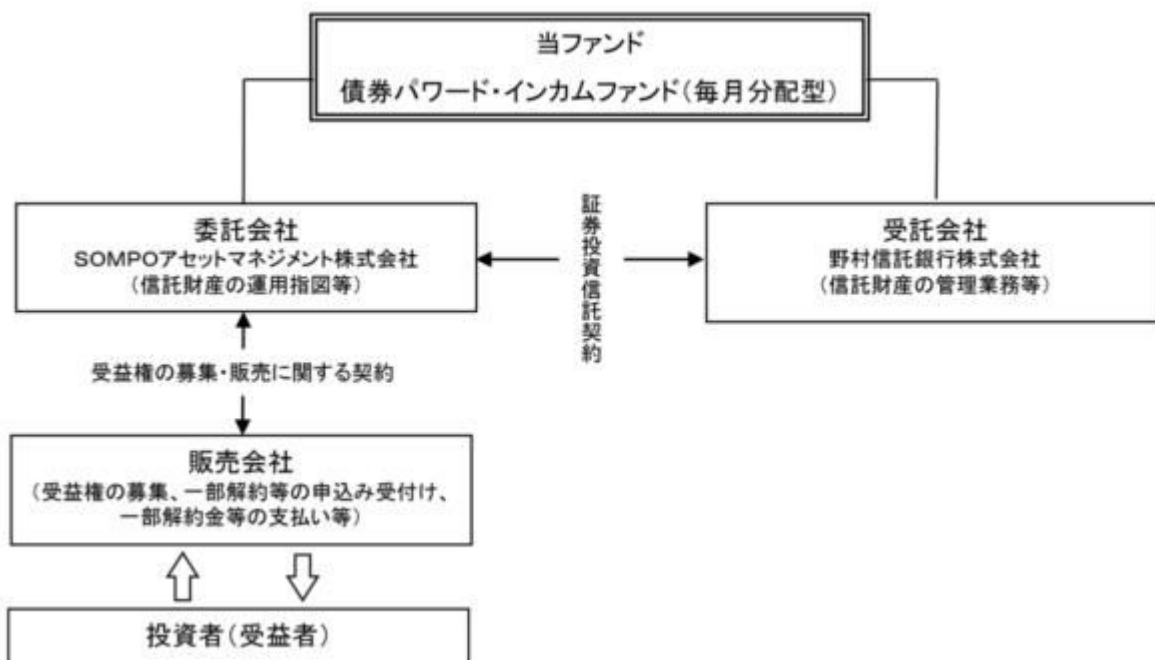 当ファンド
債券パワード・インカムファンド(毎月分配型)
委託会社
SOMPOアセットマネジメント株式会社
(信託財産の運用指図等)
証券投資信託契約
受託会社
野村信託銀行株式会社
(信託財産の管理業務等)
受益権の募集・販売に関する契約
販売会社
(受益権の募集、一部解約等の申込み受付け、
一部解約金等の支払い等)
投資者(受益者)